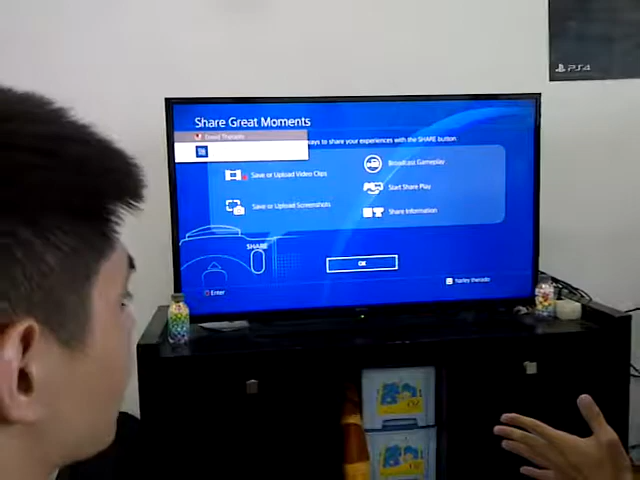 PS4
Share Great Moments
ways to share your experiences with the SHARE button.
Save or Upload Video Clips
Broadcast Gameplay
Start Share Play
Save or Upload Screenshots
Share Information
SHARE
OK
Enter